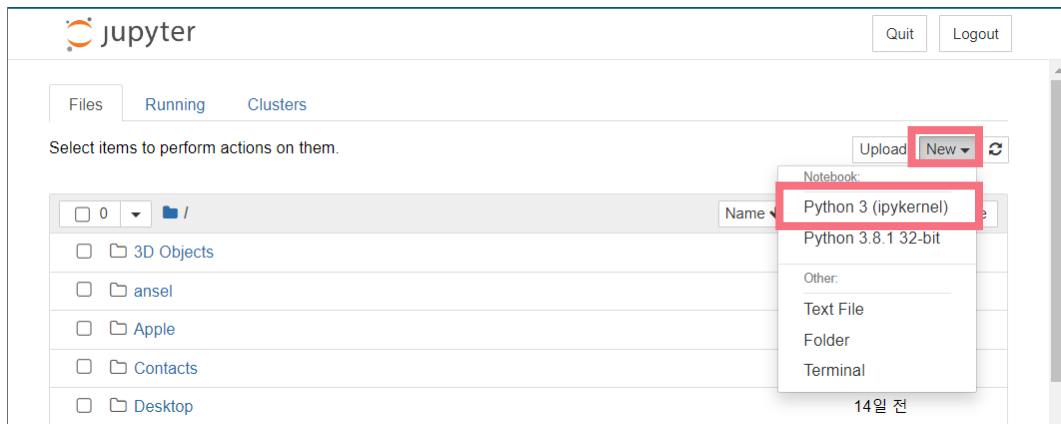 jupyter
Quit Logout
Files Running Clusters
Select items to perform actions on them.
Upload New
Notebook:
Python 3 (ipykernel)
Python 3.8.1 32-bit
Other:
Text File
Folder
Terminal
0 / Name
3D Objects
ansel
Apple
Contacts
Desktop 14일 전